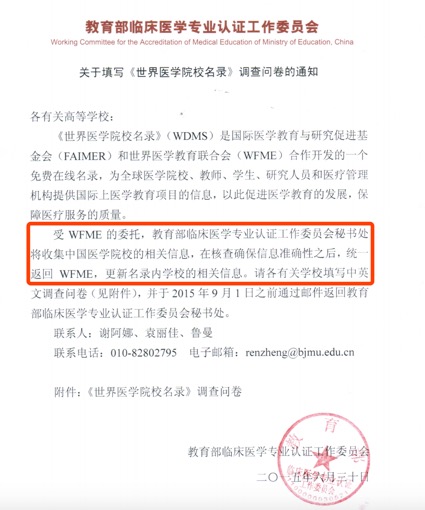 教育部临床医学专业认证工作委员会
Working Committee for the Accreditation of Medical Education of Ministry of Education, China
关于填写《世界医学院校名录》调查问卷的通知
各有关高等学校：
《世界医学院校名录》（WDMS）是国际医学教育与研究促进基
金会（FAIMER）和世界医学教育联合会（WFME）合作开发的一个
免费在线名录，为全球医学院校、教师、学生、研究人员和医疗管理
机构提供国际上医学教育项目的信息，以此促进医学教育的发展，保
障医疗服务的质量。
受 WFME 的委托，教育部临床医学专业认证工作委员会秘书处
将收集中国医学院校的相关信息，在核查确保信息准确性之后，统一
返回 WFME，更新名录内学校的相关信息。请各有关学校填写中英
文调查问卷（见附件），并于 2015 年 9 月 1 日之前通过邮件返回教育
部临床医学专业认证工作委员会秘书处。
联系人：谢阿娜、袁丽佳、鲁曼
联系电话：010-82802795 电子邮箱：renzheng@bjmu.edu.cn
附件：《世界医学院校名录》调查问卷
教育部临床医学专业认证工作委员会
二〇一五年六月三十日